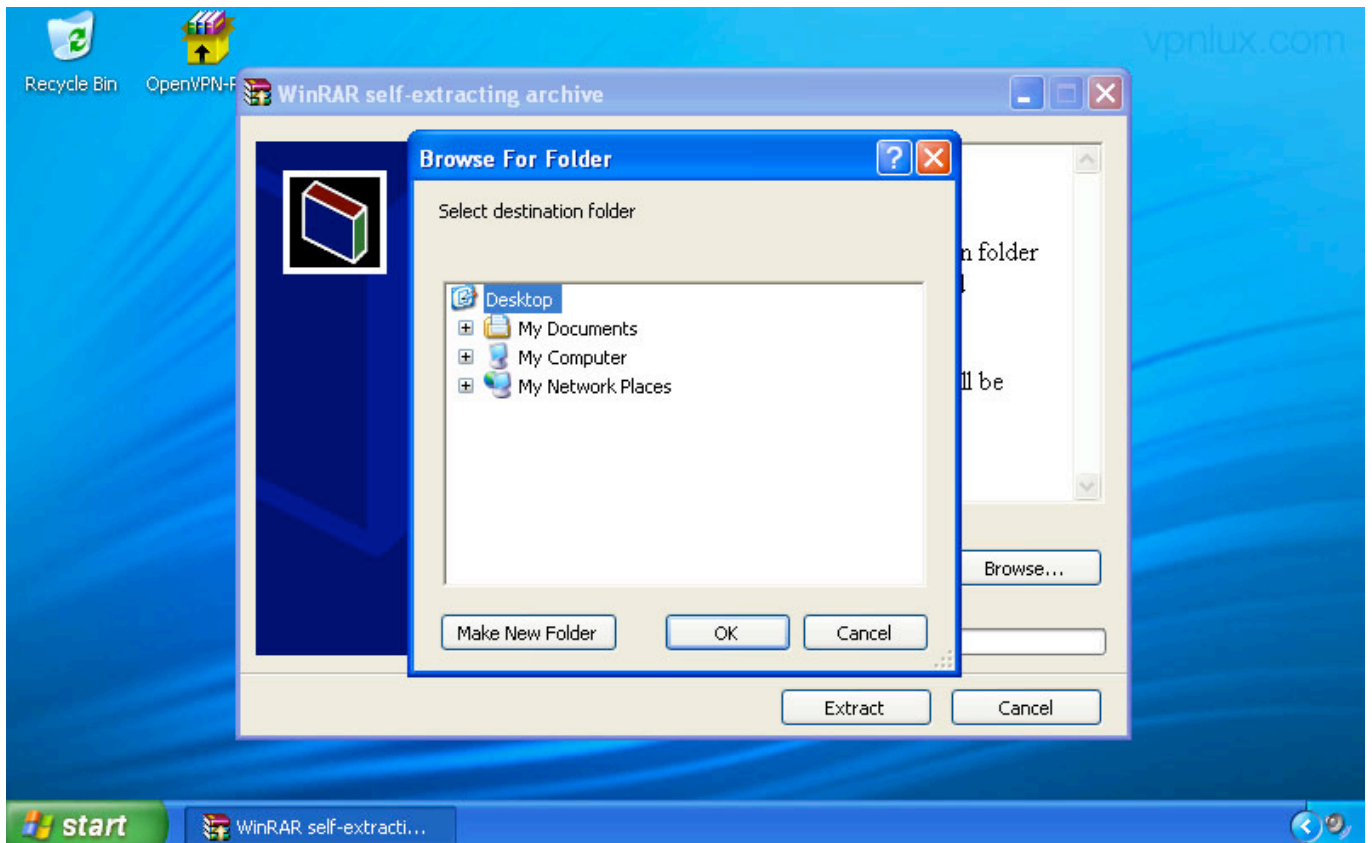 vpnlux.com
Recycle Bin
OpenVPN-F
WinRAR self-extracting archive
Browse For Folder
Select destination folder
n folder
Desktop
My Documents
My Computer
My Network Places
ll be
Browse...
Make New Folder
OK
Cancel
Extract
Cancel
start
WinRAR self-extracti...